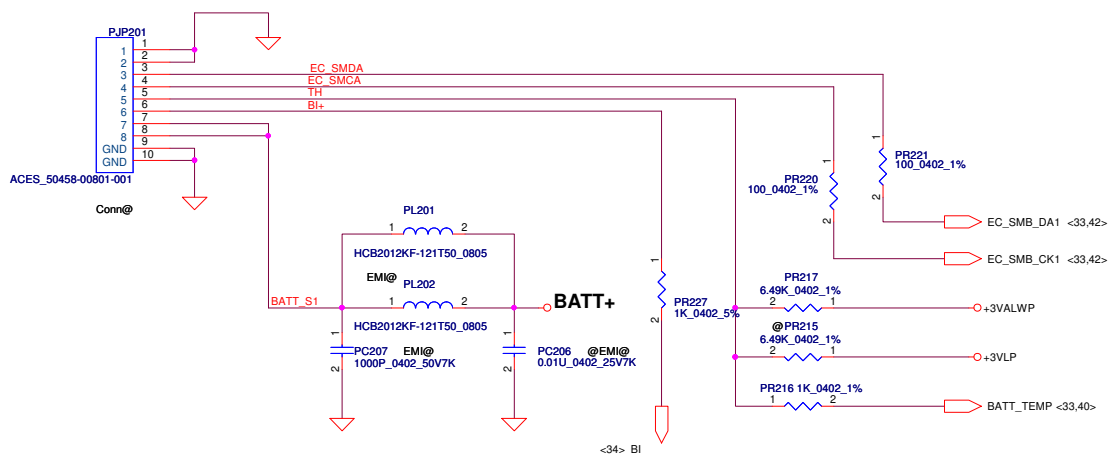 PJP201
1
1
2
2
3
3
4
4
5
5
6
6
7
7
8
8
GND
9
GND
10
ACES_50458-00801-001
Conn@
EC_SMDA
EC_SMCA
TH
BI+
1
PR221
100_0402_1%
2
1
PR220
100_0402_1%
2
EC_SMB_DA1 <33,42>
EC_SMB_CK1 <33,42>
PL201
1
2
HCB2012KF-121T50_0805
EMI@
PL202
BATT_S1
1
2
BATT+
HCB2012KF-121T50_0805
1
PC207
EMI@
1000P_0402_50V7K
2
1
PC206
@EMI@
0.01U_0402_25V7K
2
1
PR227
1K_0402_5%
2
PR217
6.49K_0402_1%
2
1
+3VALWP
@PR215
6.49K_0402_1%
2
1
+3VLP
PR216 1K_0402_1%
1
2
BATT_TEMP <33,40>
<34> BI